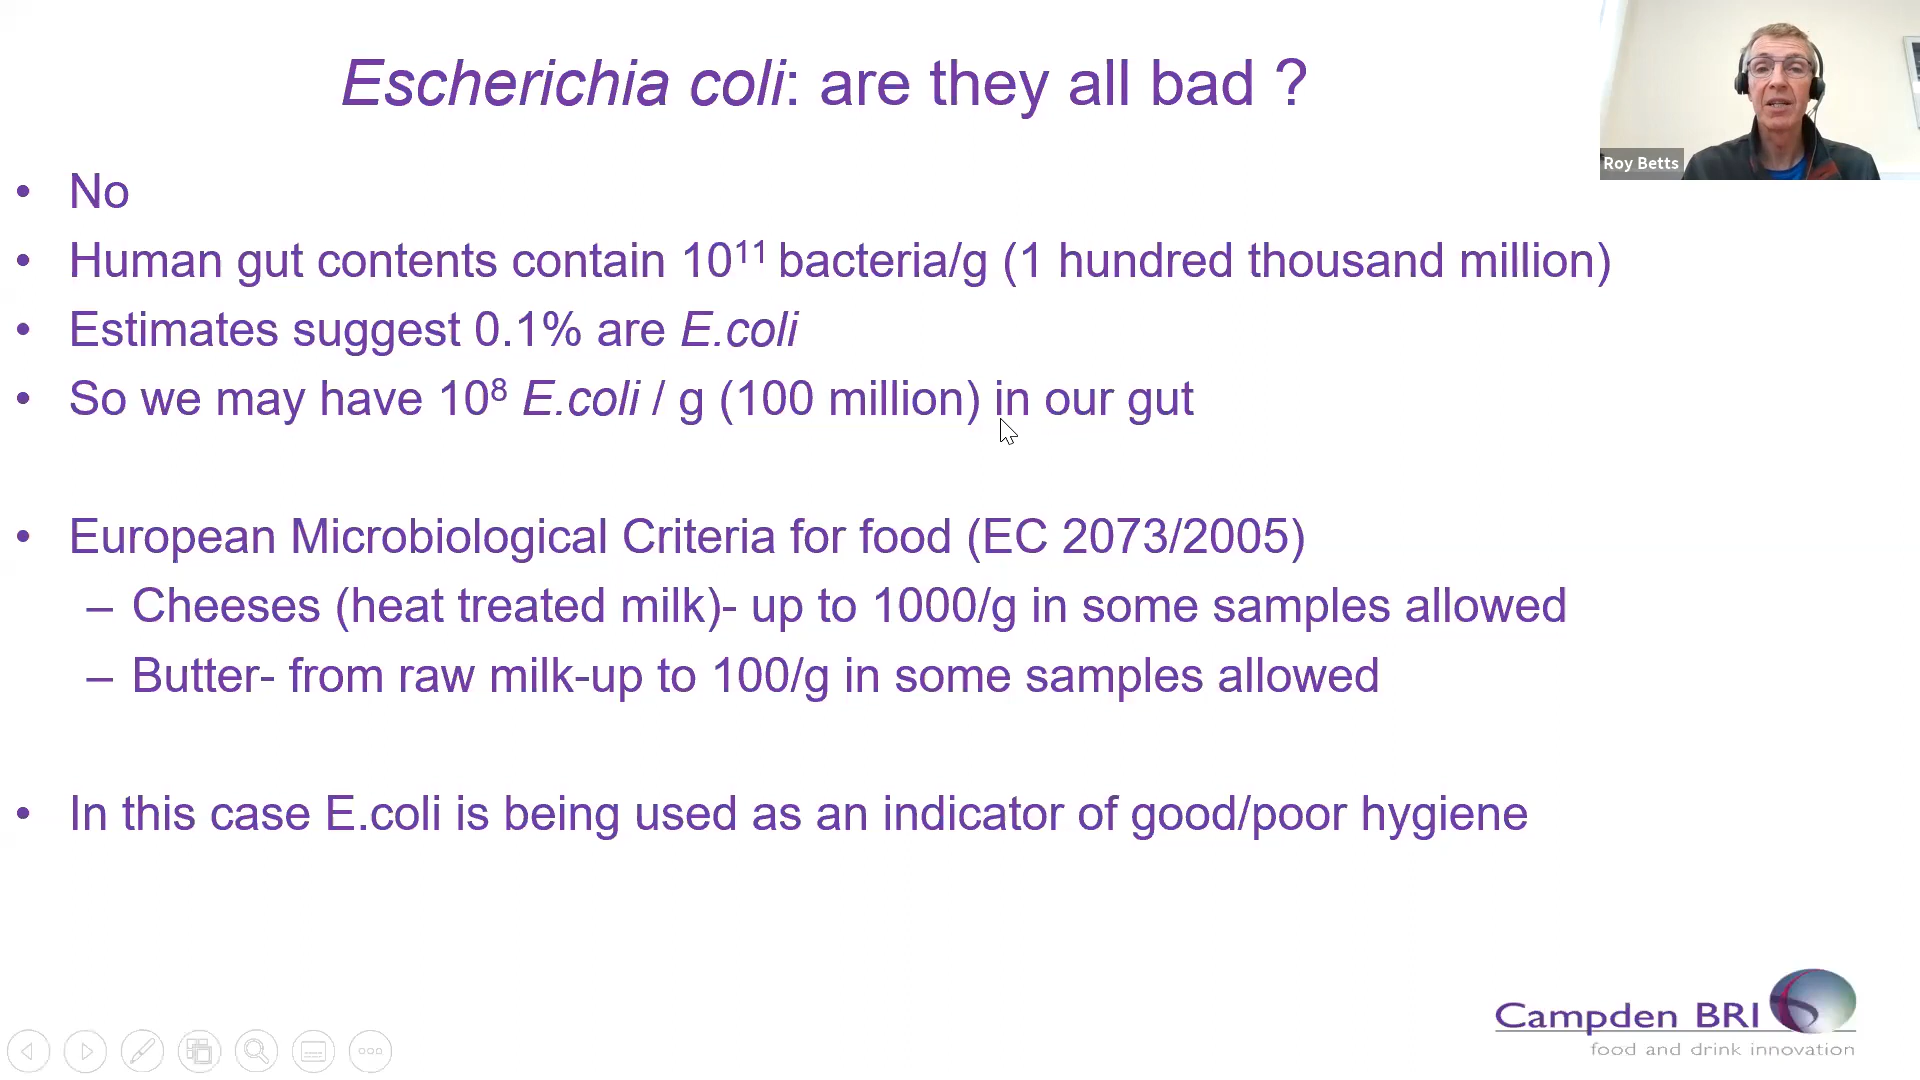 Escherichia coli: are they all bad ?
Roy Betts
• No
• Human gut contents contain 10¹¹ bacteria/g (1 hundred thousand million)
• Estimates suggest 0.1% are E.coli
• So we may have 10⁸ E.coli / g (100 million) in our gut
• European Microbiological Criteria for food (EC 2073/2005)
– Cheeses (heat treated milk)- up to 1000/g in some samples allowed
– Butter- from raw milk-up to 100/g in some samples allowed
• In this case E.coli is being used as an indicator of good/poor hygiene
Campden BRI
food and drink innovation